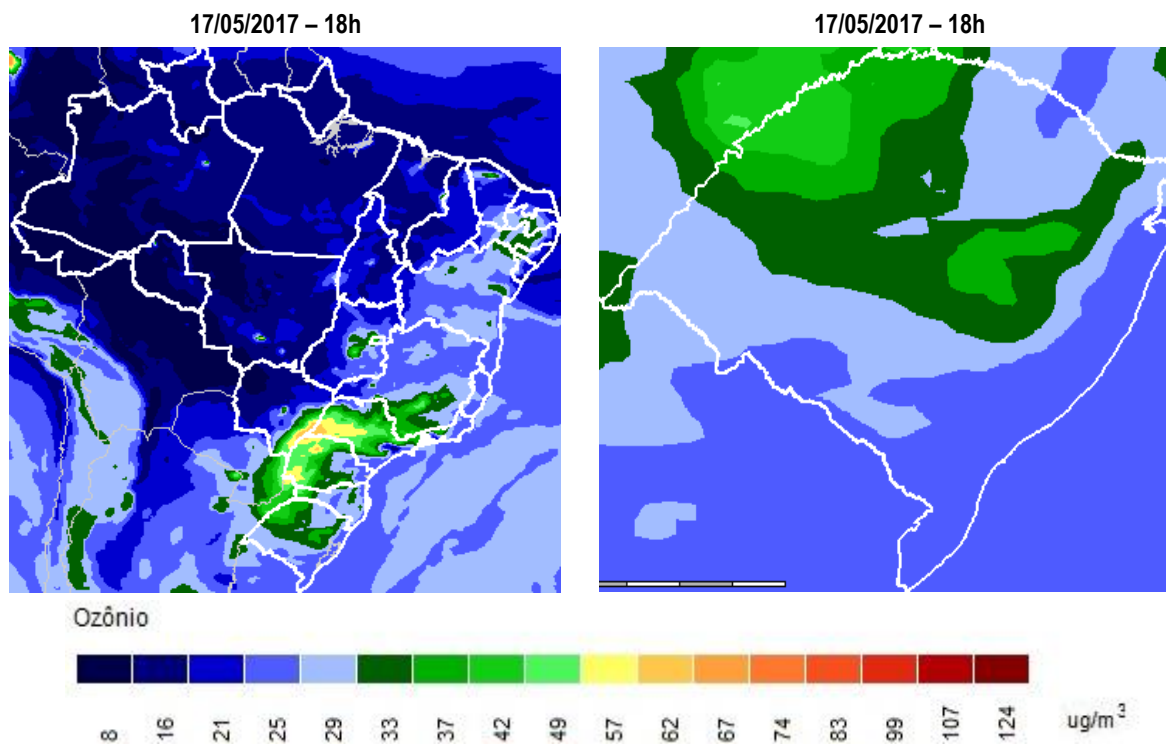 17/05/2017 – 18h
17/05/2017 – 18h
Ozônio
8 16 21 25 29 33 37 42 49 57 62 67 74 83 99 107 124 ug/m³